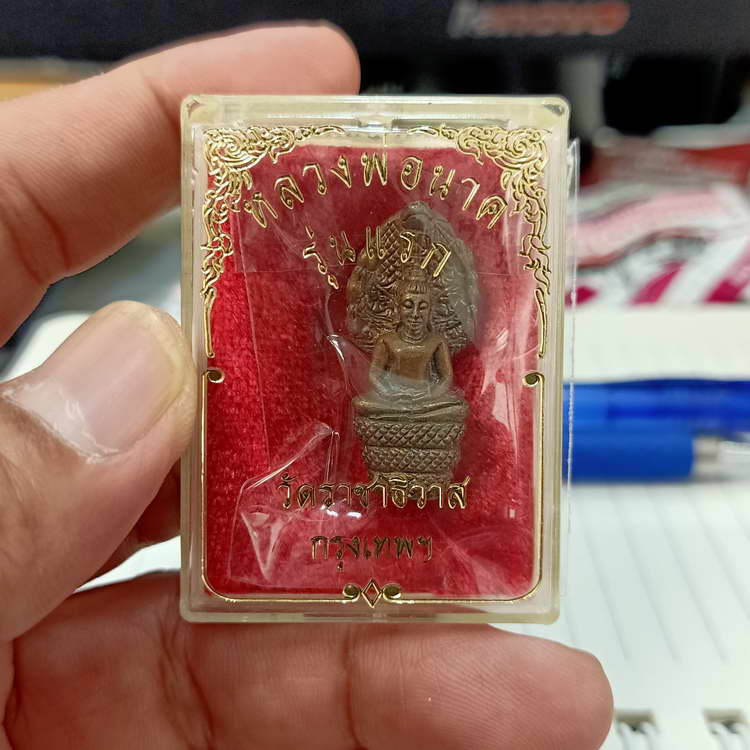 หลวงพ่อนาค
รุ่นแรก
วัดราชาธิวาส
กรุงเทพฯ